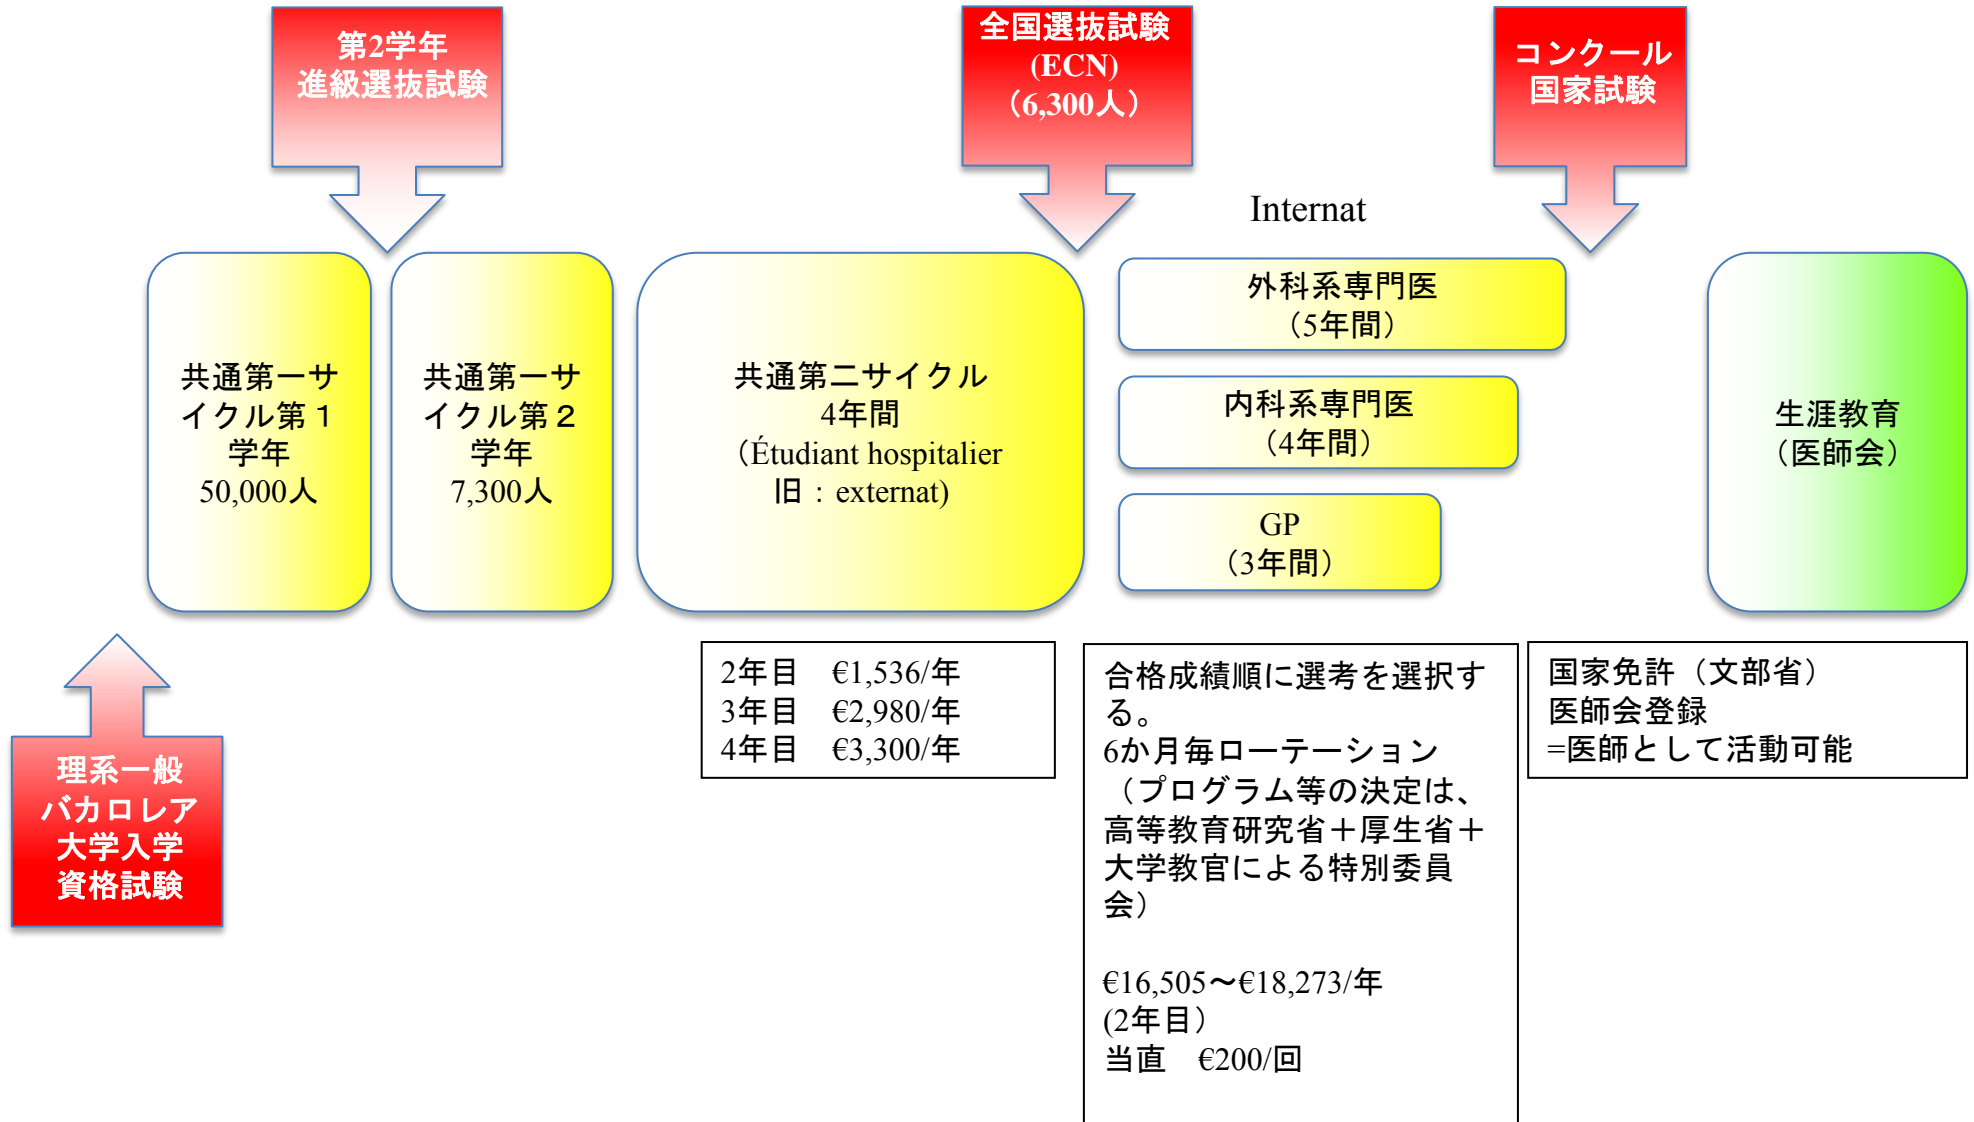 第2学年
進級選抜試験
全国選抜試験
(ECN)
（6,300人）
コンクール
国家試験
Internat
共通第一サ
イクル第１
学年
50,000人
共通第一サ
イクル第２
学年
7,300人
共通第二サイクル
4年間
（Étudiant hospitalier
旧：externat)
外科系専門医
（5年間）
内科系専門医
（4年間）
GP
（3年間）
生涯教育
（医師会）
理系一般
バカロレア
大学入学
資格試験
2年目　€1,536/年
3年目　€2,980/年
4年目　€3,300/年
合格成績順に選考を選択す
る。
6か月毎ローテーション
（プログラム等の決定は、
高等教育研究省＋厚生省＋
大学教官による特別委員
会）
€16,505〜€18,273/年
(2年目）
当直　€200/回
国家免許（文部省）
医師会登録
=医師として活動可能